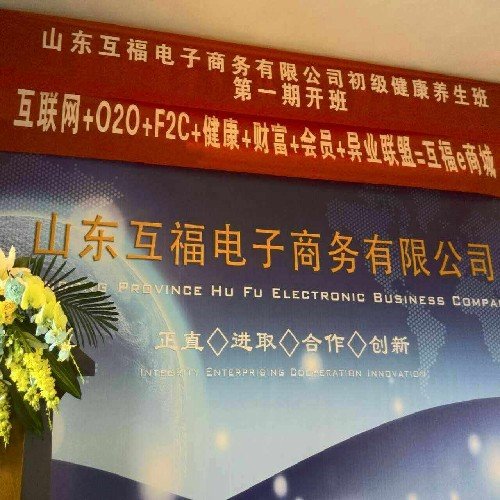 山东互福电子商务有限公司初级健康养生班
第一期开班
互联网+O2O+F2C+健康+财富+会员+异业联盟=互福e商城
山东互福电子商务有限公司
PROVINCE HU FU ELECTRONIC BUSINESS COMPA
正直◇进取◇合作◇创新
INTEGRITY ENTERPRISING COOPERATION INNOVATION